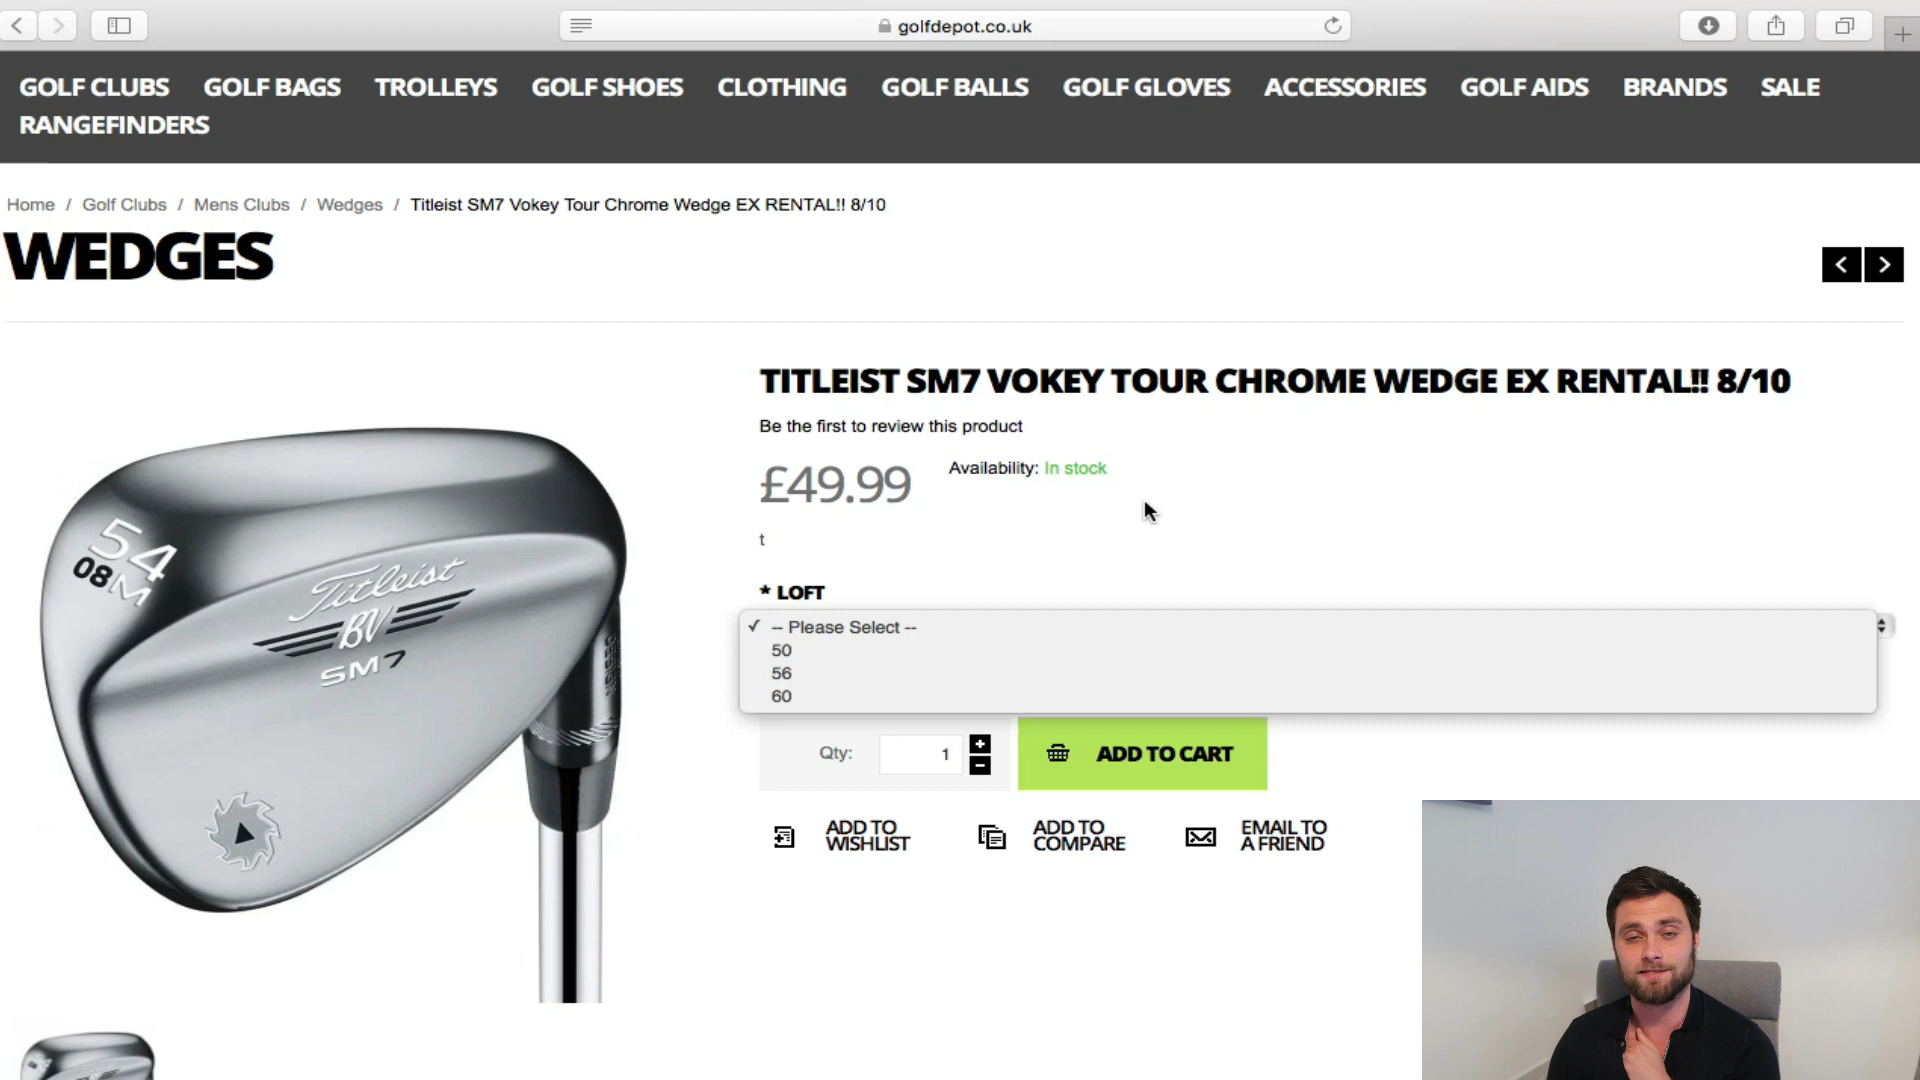 golfdepot.co.uk
GOLF CLUBS GOLF BAGS TROLLEYS GOLF SHOES CLOTHING GOLF BALLS GOLF GLOVES ACCESSORIES GOLF AIDS BRANDS SALE
RANGEFINDERS
Home / Golf Clubs / Mens Clubs / Wedges / Titleist SM7 Vokey Tour Chrome Wedge EX RENTAL!! 8/10
WEDGES
TITLEIST SM7 VOKEY TOUR CHROME WEDGE EX RENTAL!! 8/10
Be the first to review this product
£49.99
Availability: In stock
t
* LOFT
✓ -- Please Select --
50
56
60
Qty: 1
ADD TO CART
ADD TO
WISHLIST
ADD TO
COMPARE
EMAIL TO
A FRIEND
54
08 M
Titleist
BV
SM7